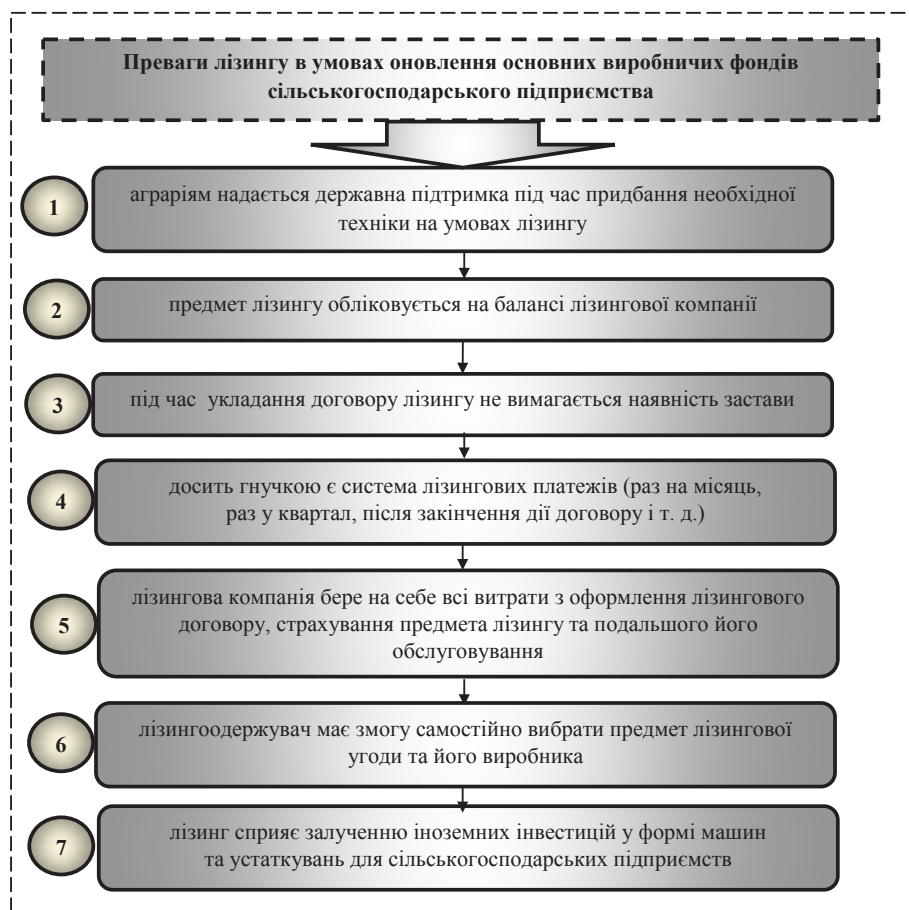 Преваги лізингу в умовах оновлення основних виробничих фондів
сільськогосподарського підприємства
1
аграріям надається державна підтримка під час придбання необхідної
техніки на умовах лізингу
2
предмет лізингу обліковується на балансі лізингової компанії
3
під час укладання договору лізингу не вимагається наявність застави
4
досить гнучкою є система лізингових платежів (раз на місяць,
раз у квартал, після закінчення дії договору і т. д.)
5
лізингова компанія бере на себе всі витрати з оформлення лізингового
договору, страхування предмета лізингу та подальшого його
обслуговування
6
лізингоодержувач має змогу самостійно вибрати предмет лізингової
угоди та його виробника
7
лізинг сприяє залученню іноземних інвестицій у формі машин
та устаткувань для сільськогосподарських підприємств